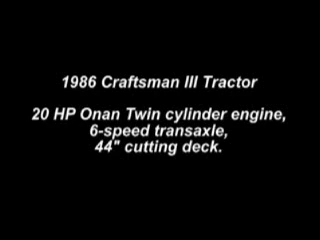 1986 Craftsman III Tractor
20 HP Onan Twin cylinder engine,
6-speed transaxle,
44" cutting deck.